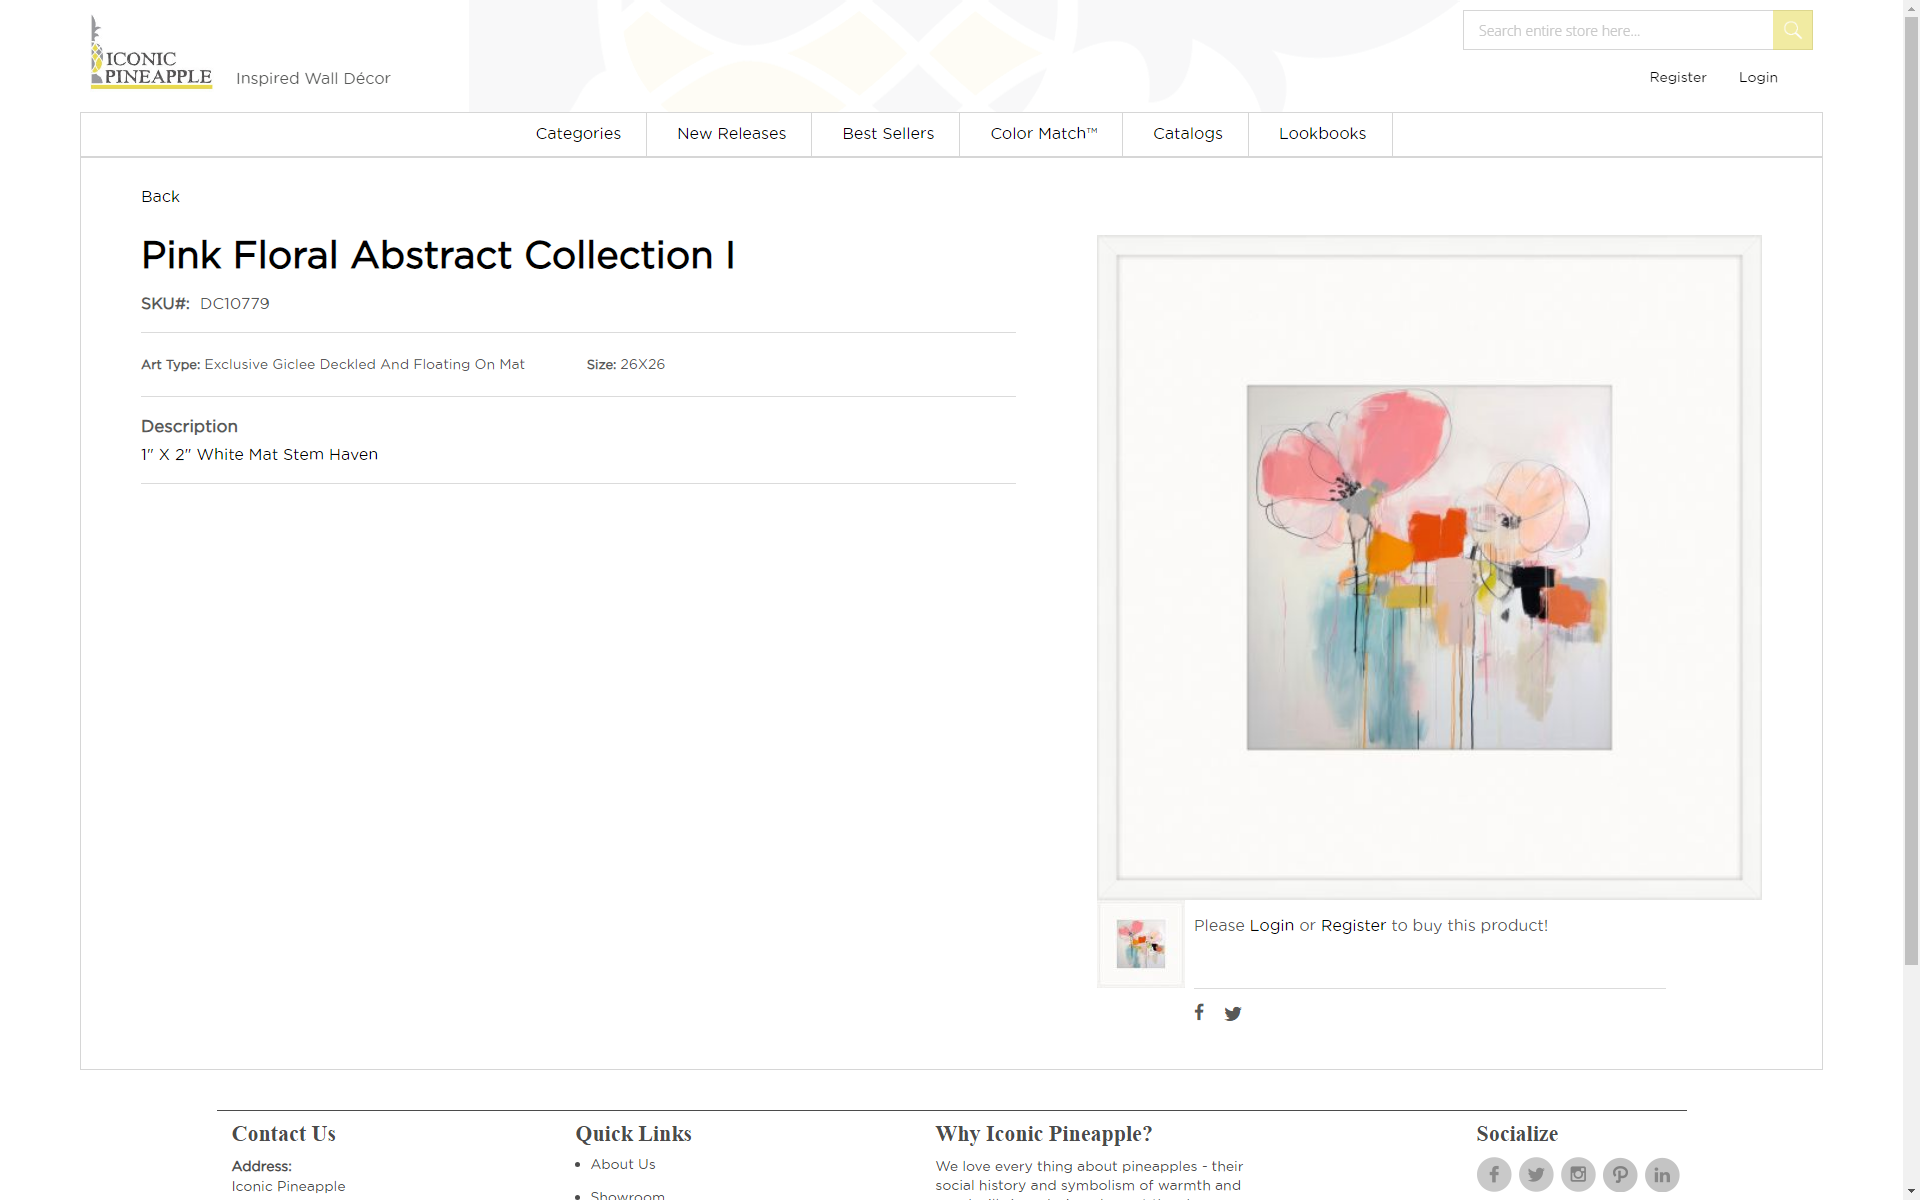 ICONIC
PINEAPPLE
Inspired Wall Décor
Search entire store here...
Register
Login
Categories
New Releases
Best Sellers
Color Match™
Catalogs
Lookbooks
Back
Pink Floral Abstract Collection I
SKU#: DC10779
Art Type: Exclusive Giclee Deckled And Floating On Mat
Size: 26X26
Description
1" X 2" White Mat Stem Haven
Please Login or Register to buy this product!
Contact Us
Address:
Iconic Pineapple
Quick Links
• About Us
• Showroom
Why Iconic Pineapple?
We love every thing about pineapples - their
social history and symbolism of warmth and
Socialize